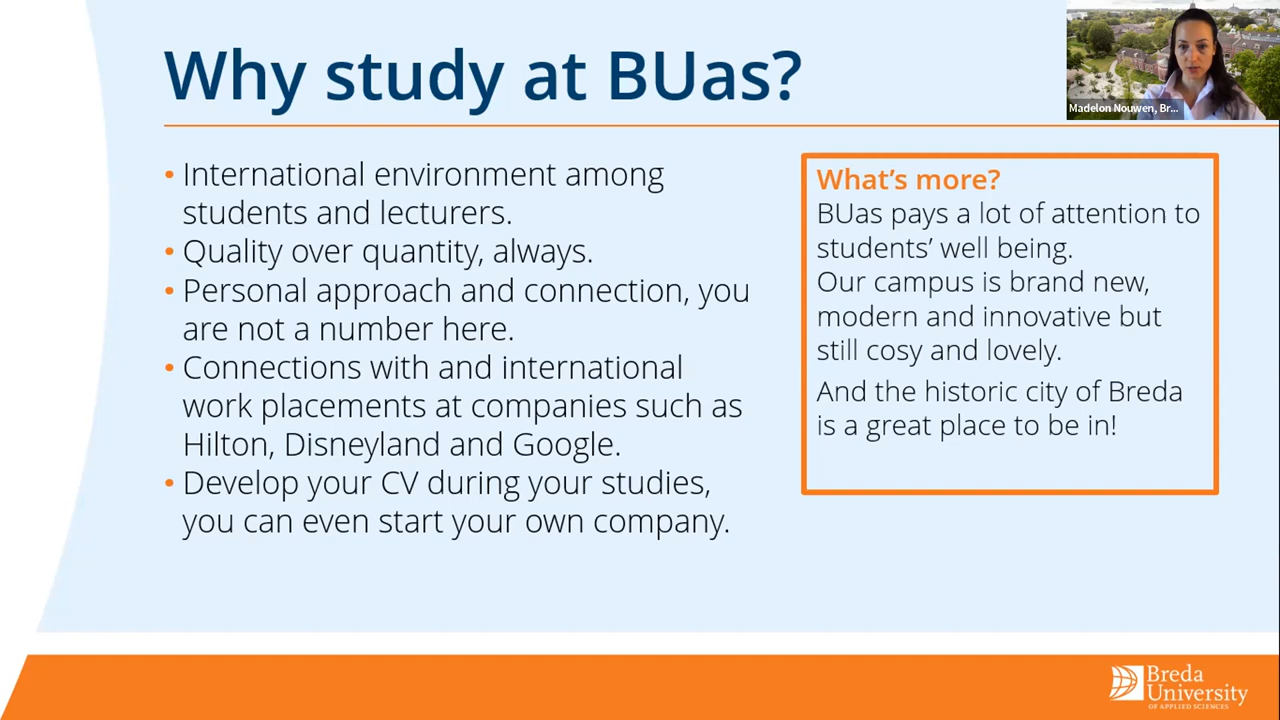 Why study at BUas?
Madelon Nouwen, Br...
• International environment among
students and lecturers.
• Quality over quantity, always.
• Personal approach and connection, you
are not a number here.
• Connections with and international
work placements at companies such as
Hilton, Disneyland and Google.
• Develop your CV during your studies,
you can even start your own company.
What's more?
BUas pays a lot of attention to
students' well being.
Our campus is brand new,
modern and innovative but
still cosy and lovely.
And the historic city of Breda
is a great place to be in!
Breda
University
OF APPLIED SCIENCES